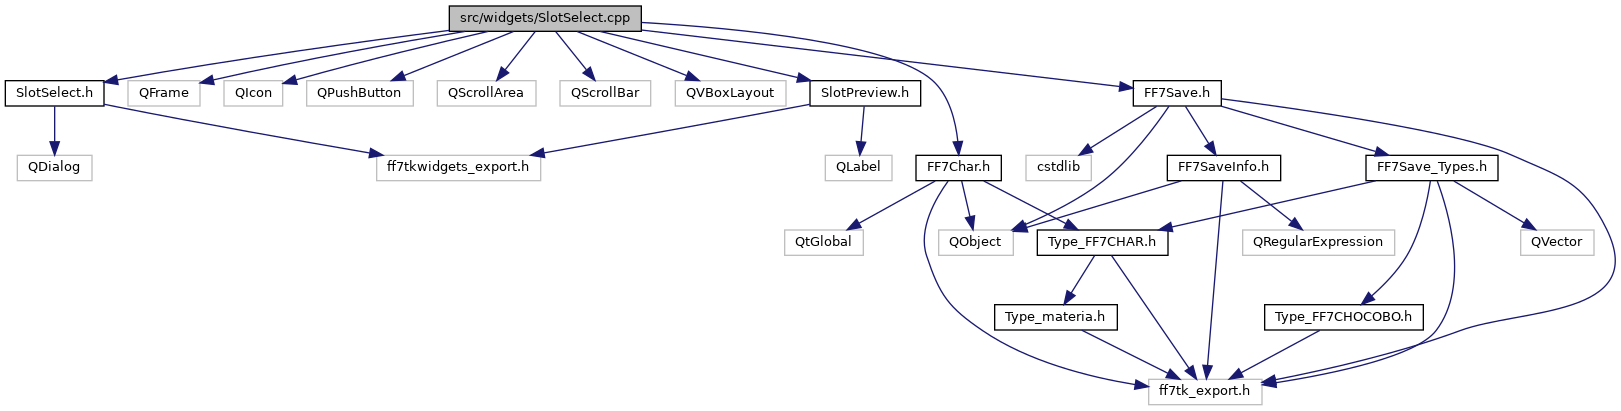 src/widgets/SlotSelect.cpp
SlotSelect.h
QFrame
QIcon
QPushButton
QScrollArea
QScrollBar
QVBoxLayout
SlotPreview.h
FF7Save.h
QDialog
ff7tkwidgets_export.h
QLabel
FF7Char.h
cstdlib
FF7SaveInfo.h
FF7Save_Types.h
QtGlobal
QObject
Type_FF7CHAR.h
QRegularExpression
QVector
Type_materia.h
Type_FF7CHOCOBO.h
ff7tk_export.h